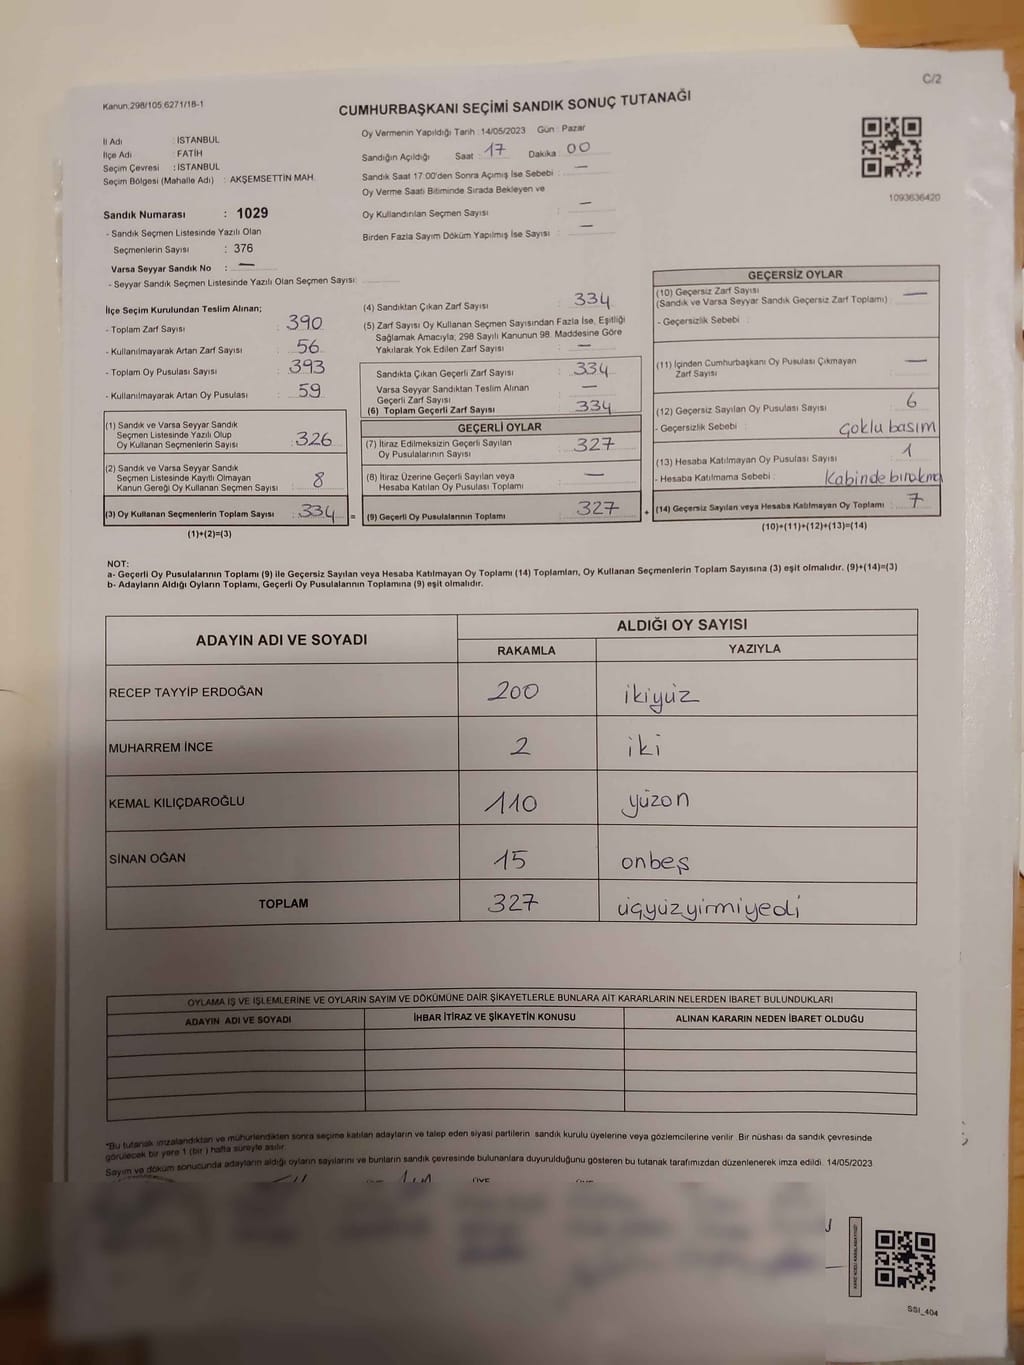 C/2
Kanun:298/105,6271/18-1
CUMHURBAŞKANI SEÇİMİ SANDIK SONUÇ TUTANAĞI
İl Adı : İSTANBUL
İlçe Adı : FATİH
Seçim Çevresi : İSTANBUL
Seçim Bölgesi (Mahalle Adı) : AKŞEMSETTİN MAH.
Oy Vermenin Yapıldığı Tarih : 14/05/2023 Gün : Pazar
Sandığın Açıldığı Saat : 17 Dakika : 00
Sandık Saat 17:00'den Sonra Açımış İse Sebebi : —
Oy Verme Saati Bitiminde Sırada Bekleyen ve
Oy Kullandırılan Seçmen Sayısı : —
Birden Fazla Sayım Döküm Yapılmış İse Sayısı : —
1093636420
Sandık Numarası : 1029
- Sandık Seçmen Listesinde Yazılı Olan
Seçmenlerin Sayısı : 376
Varsa Seyyar Sandık No : —
- Seyyar Sandık Seçmen Listesinde Yazılı Olan Seçmen Sayısı:
İlçe Seçim Kurulundan Teslim Alınan;
- Toplam Zarf Sayısı : 390
- Kullanılmayarak Artan Zarf Sayısı : 56
- Toplam Oy Pusulası Sayısı : 393
- Kullanılmayarak Artan Oy Pusulası : 59
(1) Sandık ve Varsa Seyyar Sandık
Seçmen Listesinde Yazılı Olup
Oy Kullanan Seçmenlerin Sayısı : 326
(2) Sandık ve Varsa Seyyar Sandık
Seçmen Listesinde Kayıtlı Olmayan
Kanun Gereği Oy Kullanan Seçmen Sayısı : 8
(3) Oy Kullanan Seçmenlerin Toplam Sayısı : 334 =
(1)+(2)=(3)
(4) Sandıktan Çıkan Zarf Sayısı : 334
(5) Zarf Sayısı Oy Kullanan Seçmen Sayısından Fazla İse, Eşitliği
Sağlamak Amacıyla; 298 Sayılı Kanunun 98. Maddesine Göre
Yakılarak Yok Edilen Zarf Sayısı : —
Sandıkta Çıkan Geçerli Zarf Sayısı : 334
Varsa Seyyar Sandıktan Teslim Alınan
Geçerli Zarf Sayısı : —
(6) Toplam Geçerli Zarf Sayısı : 334
GEÇERLİ OYLAR
(7) İtiraz Edilmeksizin Geçerli Sayılan
Oy Pusulalarının Sayısı : 327
(8) İtiraz Üzerine Geçerli Sayılan veya
Hesaba Katılan Oy Pusulası Toplamı : —
(9) Geçerli Oy Pusulalarının Toplamı : 327 +
GEÇERSİZ OYLAR
(10) Geçersiz Zarf Sayısı
(Sandık ve Varsa Seyyar Sandık Geçersiz Zarf Toplamı) : —
- Geçersizlik Sebebi :
(11) İçinden Cumhurbaşkanı Oy Pusulası Çıkmayan
Zarf Sayısı : —
(12) Geçersiz Sayılan Oy Pusulası Sayısı : 6
- Geçersizlik Sebebi : çoklu basım
(13) Hesaba Katılmayan Oy Pusulası Sayısı : 1
- Hesaba Katılmama Sebebi :
(14) Geçersiz Sayılan veya Hesaba Katılmayan Oy Toplamı : 7
(10)+(11)+(12)+(13)=(14)
NOT:
a- Geçerli Oy Pusulalarının Toplamı (9) ile Geçersiz Sayılan veya Hesaba Katılmayan Oy Toplamı (14) Toplamları, Oy Kullanan Seçmenlerin Toplam Sayısına (3) eşit olmalıdır. (9)+(14)=(3)
b- Adayların Aldığı Oyların Toplamı, Geçerli Oy Pusulalarının Toplamına (9) eşit olmalıdır.
ADAYIN ADI VE SOYADI
ALDIĞI OY SAYISI
RAKAMLA YAZIYLA
RECEP TAYYİP ERDOĞAN 200 ikiyüz
MUHARREM İNCE 2 iki
KEMAL KILIÇDAROĞLU 110 yüzon
SİNAN OĞAN 15 onbeş
TOPLAM 327 üçyüzyirmiyedi
OYLAMA İŞ VE İŞLEMLERİNE VE OYLARIN SAYIM VE DÖKÜMÜNE DAİR ŞİKAYETLERLE BUNLARA AİT KARARLARIN NELERDEN İBARET BULUNDUKLARI
ADAYIN ADI VE SOYADI İHBAR İTİRAZ VE ŞİKAYETİN KONUSU ALINAN KARARIN NEDEN İBARET OLDUĞU
*Bu tutanak imzalandıktan ve mühürlendikten sonra seçime katılan adayların ve talep eden siyasi partilerin sandık kurulu üyelerine veya gözlemcilerine verilir. Bir nüshası da sandık çevresinde
görülecek bir yere 1 (bir) hafta süreyle asılır.
Sayım ve döküm sonucunda adayların aldığı oyların sayılarını ve bunların sandık çevresinde bulunanlara duyurulduğunu gösteren bu tutanak tarafımızdan düzenlenerek imza edildi. 14/05/2023
SSI_404